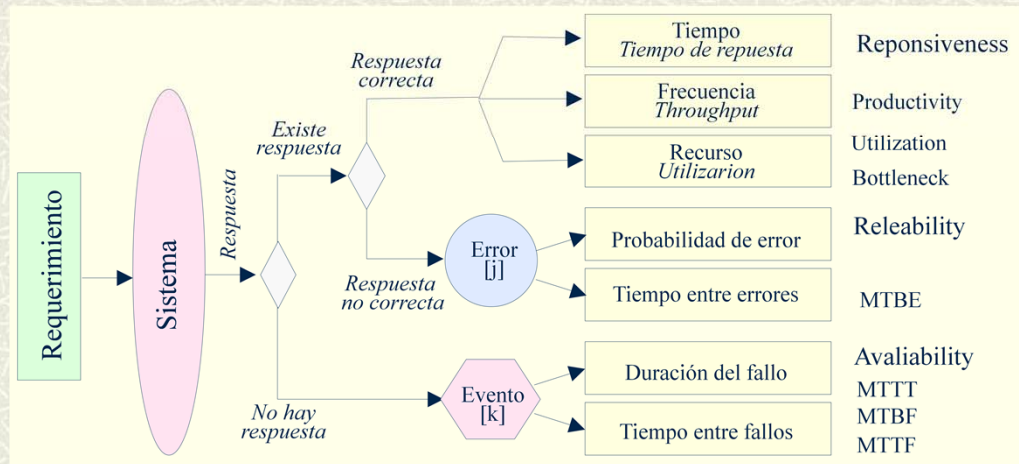 Requerimiento
Sistema
Respuesta
Existe
respuesta
No hay
respuesta
Respuesta
correcta
Respuesta
no correcta
Tiempo
Tiempo de repuesta
Reponsiveness
Frecuencia
Throughput
Productivity
Recurso
Utilizarion
Utilization
Bottleneck
Error
[j]
Probabilidad de error
Releability
Tiempo entre errores
MTBE
Evento
[k]
Duración del fallo
Avaliability
MTTT
Tiempo entre fallos
MTBF
MTTF